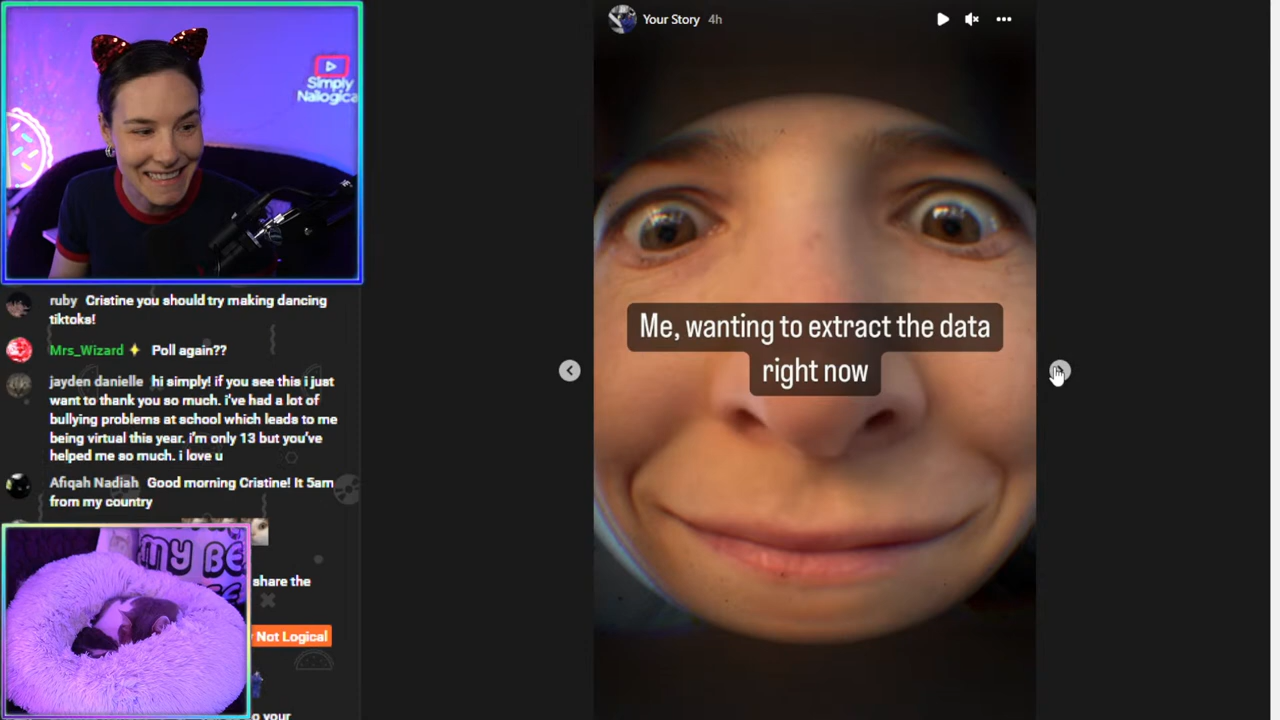 Simply
Nailogical
Your Story 4h
Me, wanting to extract the data
right now
ruby Cristine you should try making dancing
tiktoks!
Mrs_Wizard Poll again??
jayden danielle hi simply! if you see this i just
want to thank you so much. i've had a lot of
bullying problems at school which leads to me
being virtual this year. i'm only 13 but you've
helped me so much. i love u
Afiqah Nadiah Good morning Cristine! It 5am
from my country
share the
Not Logical
your
MY BE